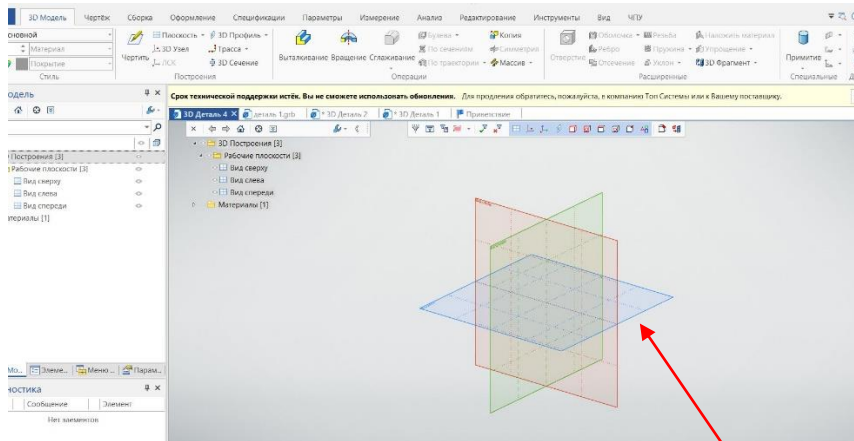 3D Модель Чертёж Сборка Оформление Спецификации Параметры Измерение Анализ Редактирование Инструменты Вид ЧПУ
сновной Плоскость 3D Профиль Булева Копия Оболочка Резьба Наложить материал
Материал Чертить 3D Узел Трасса Выталкивание Вращение Сглаживание По сечениям Симметрия Отверстие Ребро Пружина Упрощение Примитив
Покрытие ЛСК 3D Сечение По траектории Массив Отсечение Уклон 3D Фрагмент
Стиль Построения Операции Расширенные Специальные
одель
Срок технической поддержки истёк. Вы не сможете использовать обновления. Для продления обратитесь, пожалуйста, в компанию Топ Системы или к Вашему поставщику.
3D Деталь 4 деталь 1.grb * 3D Деталь 2 * 3D Деталь 1 Приветствие
3D Построения [3]
Рабочие плоскости [3]
Вид сверху
Вид слева
Вид спереди
Материалы [1]
Построения [3]
Рабочие плоскости [3]
Вид сверху
Вид слева
Вид спереди
атериалы [1]
Мо... Элеме... Меню ... Парам...
ностика
Сообщение Элемент
Нет элементов